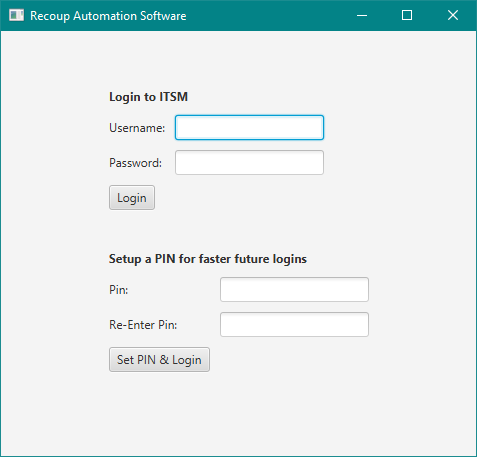 Recoup Automation Software
Login to ITSM
Username:
Password:
Login
Setup a PIN for faster future logins
Pin:
Re-Enter Pin:
Set PIN & Login